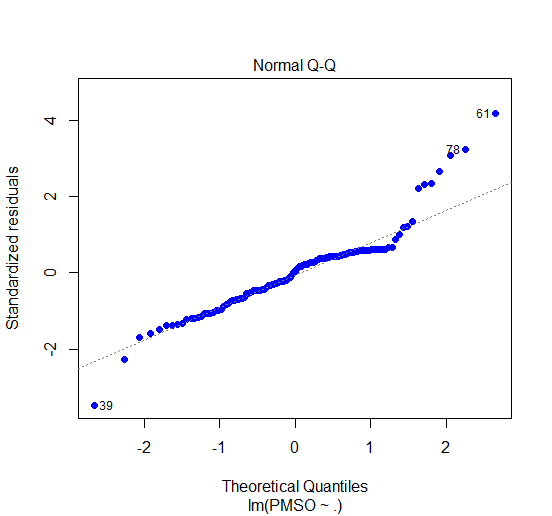 Normal Q-Q
Standardized residuals
4
2
0
-2
61
78
39
-2 -1 0 1 2
Theoretical Quantiles
lm(PMSO ~ .)